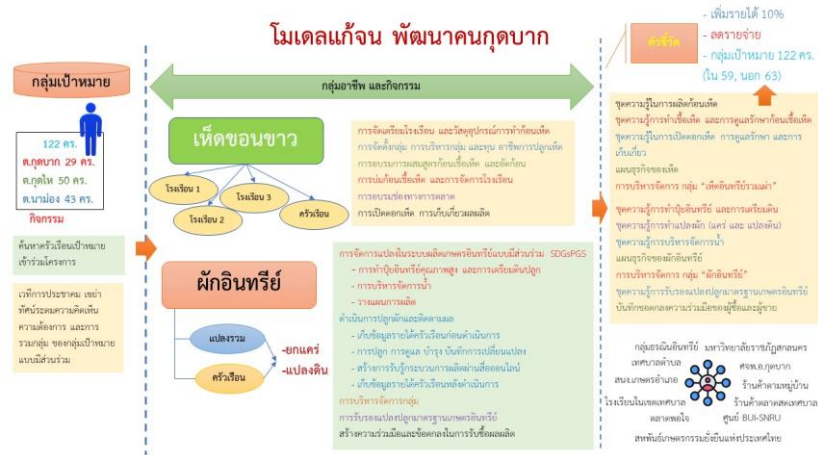 โมเดลแก้จน พัฒนาคนกุดบาก
กลุ่มเป้าหมาย
122 คร.
ต.กุดบาก 29 คร.
ต.กุดไห 50 คร.
ต.นาม่อง 43 คร.
กิจกรรม
ค้นหาครัวเรือนเป้าหมาย
เข้าร่วมโครงการ
เวทีการประชาคม เขย่า
ทัศน์ระดมความคิดเห็น
ความต้องการ และการ
รวมกลุ่ม ของกลุ่มเป้าหมาย
แบบมีส่วนร่วม
กลุ่มอาชีพ และกิจกรรม
เห็ดขอนขาว
โรงเรือน 1
โรงเรือน 2
โรงเรือน 3
ครัวเรือน
การจัดเตรียมโรงเรือน และวัสดุอุปกรณ์การทำก้อนเห็ด
การจัดตั้งกลุ่ม การบริหารกลุ่ม และทุน อาชีพการปลูกเห็ด
การอบรมการผสมสูตรก้อนเชื้อเห็ด และอัดก้อน
การบ่มก้อนเชื้อเห็ด และการจัดการโรงเรือน
การอบรมช่องทางการตลาด
การเปิดดอกเห็ด การเก็บเกี่ยวผลผลิต
ผักอินทรีย์
แปลงรวม
ครัวเรือน
-ยกแคร่
-แปลงดิน
การจัดการแปลงในระบบผลิตเกษตรอินทรีย์แบบมีส่วนร่วม SDGsPGS
- การทำปุ๋ยอินทรีย์คุณภาพสูง และการเตรียมดินปลูก
- การบริหารจัดการน้ำ
- วางแผนการผลิต
ดำเนินการปลูกผักและติดตามผล
- เก็บข้อมูลรายได้ครัวเรือนก่อนดำเนินการ
- การปลูก การดูแล บำรุง บันทึกการเปลี่ยนแปลง
- สร้างการรับรู้กระบวนการผลิตผ่านสื่อออนไลน์
- เก็บข้อมูลรายได้ครัวเรือนหลังดำเนินการ
การบริหารจัดการกลุ่ม
การรับรองแปลงปลูกมาตรฐานเกษตรอินทรีย์
สร้างความร่วมมือและข้อตกลงในการรับซื้อผลผลิต
ตัวชี้วัด
- เพิ่มรายได้ 10%
- ลดรายจ่าย
- กลุ่มเป้าหมาย 122 คร.
(ใน 59, นอก 63)
ชุดความรู้ในการผลิตก้อนเห็ด
ชุดความรู้การทำเชื้อเห็ด และการดูแลรักษาก้อนเชื้อเห็ด
ชุดความรู้ในการเปิดดอกเห็ด การดูแลรักษา และการ
เก็บเกี่ยว
แผนธุรกิจของเห็ด
การบริหารจัดการ กลุ่ม "เห็ดอินทรีย์รวมเผ่า"
ชุดความรู้การทำปุ๋ยอินทรีย์ และการเตรียมดิน
ชุดความรู้การทำแปลงผัก (แคร่ และ แปลงดิน)
ชุดความรู้การบริหารจัดการน้ำ
แผนธุรกิจของผักอินทรีย์
การบริหารจัดการ กลุ่ม "ผักอินทรีย์"
ชุดความรู้การรับรองแปลงปลูกมาตรฐานเกษตรอินทรีย์
บันทึกข้อตกลงความร่วมมือของผู้ซื้อและผู้ขาย
กลุ่มธรณินอินทรีย์ มหาวิทยาลัยราชภัฏสกลนคร
เทศบาลตำบล
ศจพ.อ.กุดบาก
สนง.เกษตรอำเภอ
ร้านค้าตามหมู่บ้าน
โรงเรียนในเขตเทศบาล
ร้านค้าตลาดสดเทศบาล
ตลาดพอใจ
ศูนย์ BUI-SNRU
สหพันธ์เกษตรกรรมยั่งยืนแห่งประเทศไทย